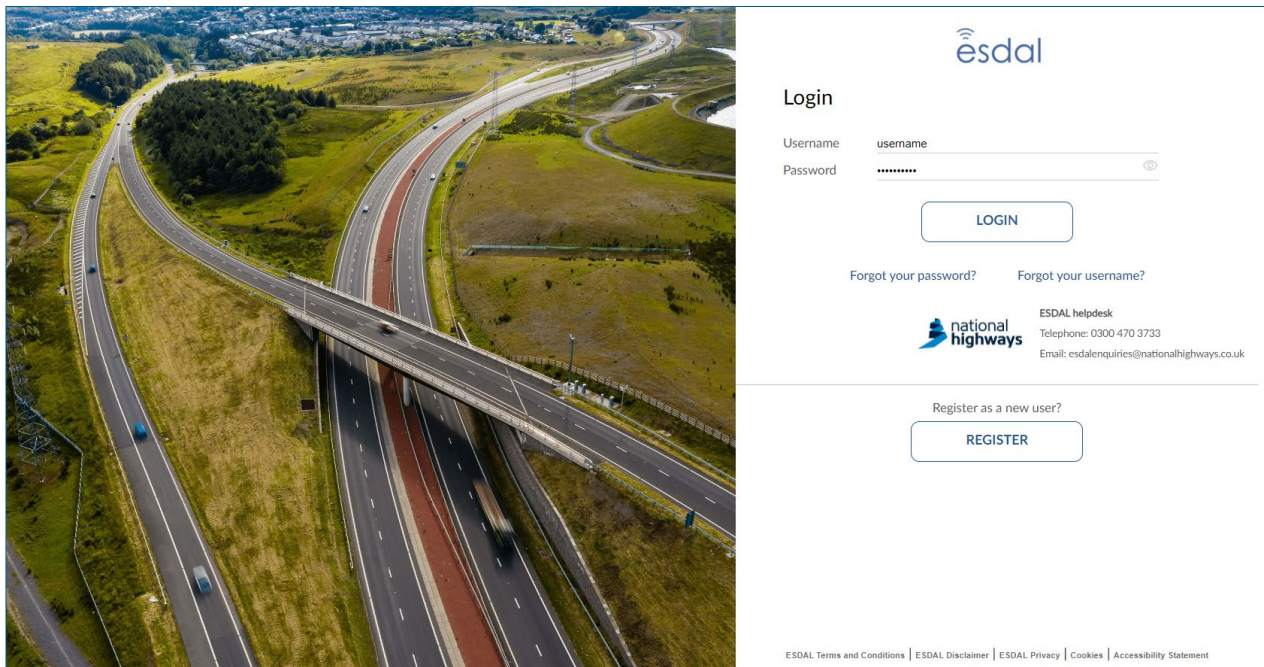 esdal
Login
Username username
Password ••••••••••
LOGIN
Forgot your password? Forgot your username?
national
highways
ESDAL helpdesk
Telephone: 0300 470 3733
Email: esdalenquiries@nationalhighways.co.uk
Register as a new user?
REGISTER
ESDAL Terms and Conditions | ESDAL Disclaimer | ESDAL Privacy | Cookies | Accessibility Statement